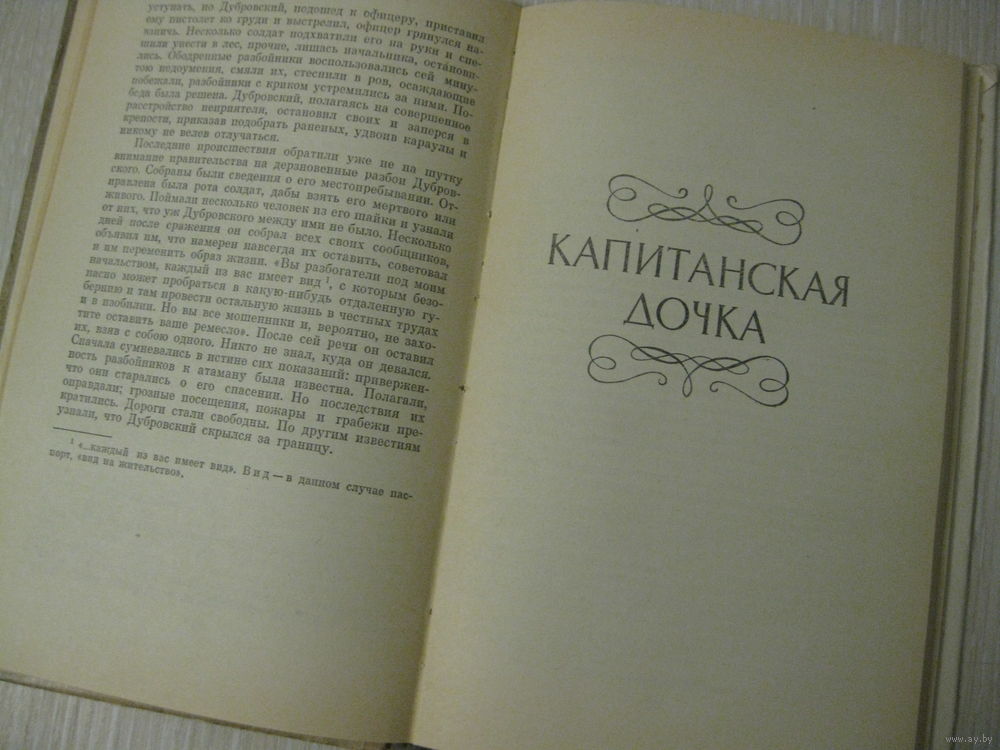 уступать, но Дубровский, подошед к офицеру, приставил
ему пистолет ко груди и выстрелил, офицер грянулся на-
взничь. Несколько солдат подхватили его на руки и спе-
шили унести в лес, прочие, лишась начальника, останови-
лись. Ободренные разбойники воспользовались сей мину-
тою недоумения, смяли их, стеснили в ров, осаждающие
побежали, разбойники с криком устремились за ними. По-
беда была решена. Дубровский, полагаясь на совершенное
расстройство неприятеля, остановил своих и заперся в
крепости, приказав подобрать раненых, удвоив караулы и
никому не велев отлучаться.
Последние происшествия обратили уже не на шутку
внимание правительства на дерзновенные разбои Дубров-
ского. Собраны были сведения о его местопребывании. От-
правлена была рота солдат, дабы взять его мертвого или
живого. Поймали несколько человек из его шайки и узнали
от них, что уж Дубровского между ими не было. Несколько
дней после сражения он собрал всех своих сообщников,
объявил им, что намерен навсегда их оставить, советовал
и им переменить образ жизни. «Вы разбогатели под моим
начальством, каждый из вас имеет вид¹, с которым безо-
пасно может пробраться в какую-нибудь отдаленную гу-
бернию и там провести остальную жизнь в честных трудах
и в изобилии. Но вы все мошенники и, вероятно, не захо-
тите оставить ваше ремесло». После сей речи он оставил
их, взяв с собою одного. Никто не знал, куда он девался.
Сначала сумневались в истине сих показаний: привержен-
ность разбойников к атаману была известна. Полагали,
что они старались о его спасении. Но последствия их
оправдали; грозные посещения, пожары и грабежи пре-
кратились. Дороги стали свободны. По другим известиям
узнали, что Дубровский скрылся за границу.
¹ «...каждый из вас имеет вид». Вид — в данном случае пас-
порт, «вид на жительство».
КАПИТАНСКАЯ
ДОЧКА
www.ay.by